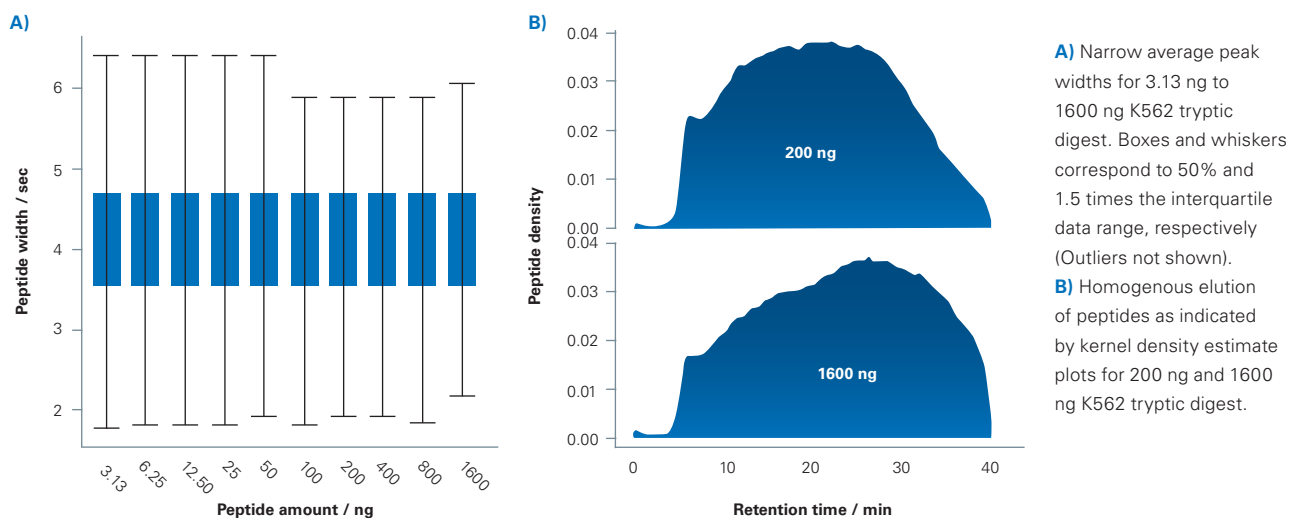 A)
Peptide width / sec
6
5
4
3
2
3.13
6.25
12.50
25
50
100
200
400
800
1600
Peptide amount / ng
B)
Peptide density
0.04
0.03
0.02
0.01
0.00
200 ng
0.04
0.03
0.02
0.01
0.00
1600 ng
0
10
20
30
40
Retention time / min
A) Narrow average peak
widths for 3.13 ng to
1600 ng K562 tryptic
digest. Boxes and whiskers
correspond to 50% and
1.5 times the interquartile
data range, respectively
(Outliers not shown).
B) Homogenous elution
of peptides as indicated
by kernel density estimate
plots for 200 ng and 1600
ng K562 tryptic digest.